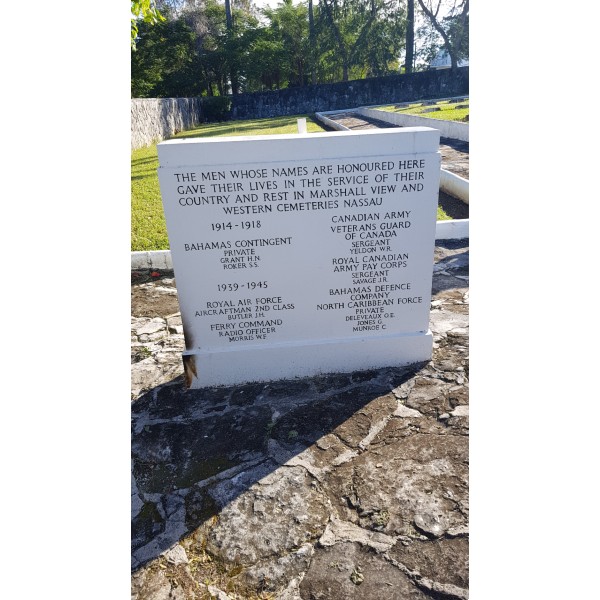 THE MEN WHOSE NAMES ARE HONOURED HERE
GAVE THEIR LIVES IN THE SERVICE OF THEIR
COUNTRY AND REST IN MARSHALL VIEW AND
WESTERN CEMETERIES NASSAU
1914-1918
BAHAMAS CONTINGENT
PRIVATE
GRANT H.N.
ROKER S.S.
1939-1945
ROYAL AIR FORCE
AIRCRAFTMAN 2ND CLASS
BUTLER J.H.
FERRY COMMAND
RADIO OFFICER
MORRIS W.F.
CANADIAN ARMY
VETERANS GUARD
OF CANADA
SERGEANT
YELDON W.R.
ROYAL CANADIAN
ARMY PAY CORPS
SERGEANT
SAVAGE J.R.
BAHAMAS DEFENCE
COMPANY
NORTH CARIBBEAN FORCE
PRIVATE
DELEVEAUX O.E.
JONES G.
MUNROE C.